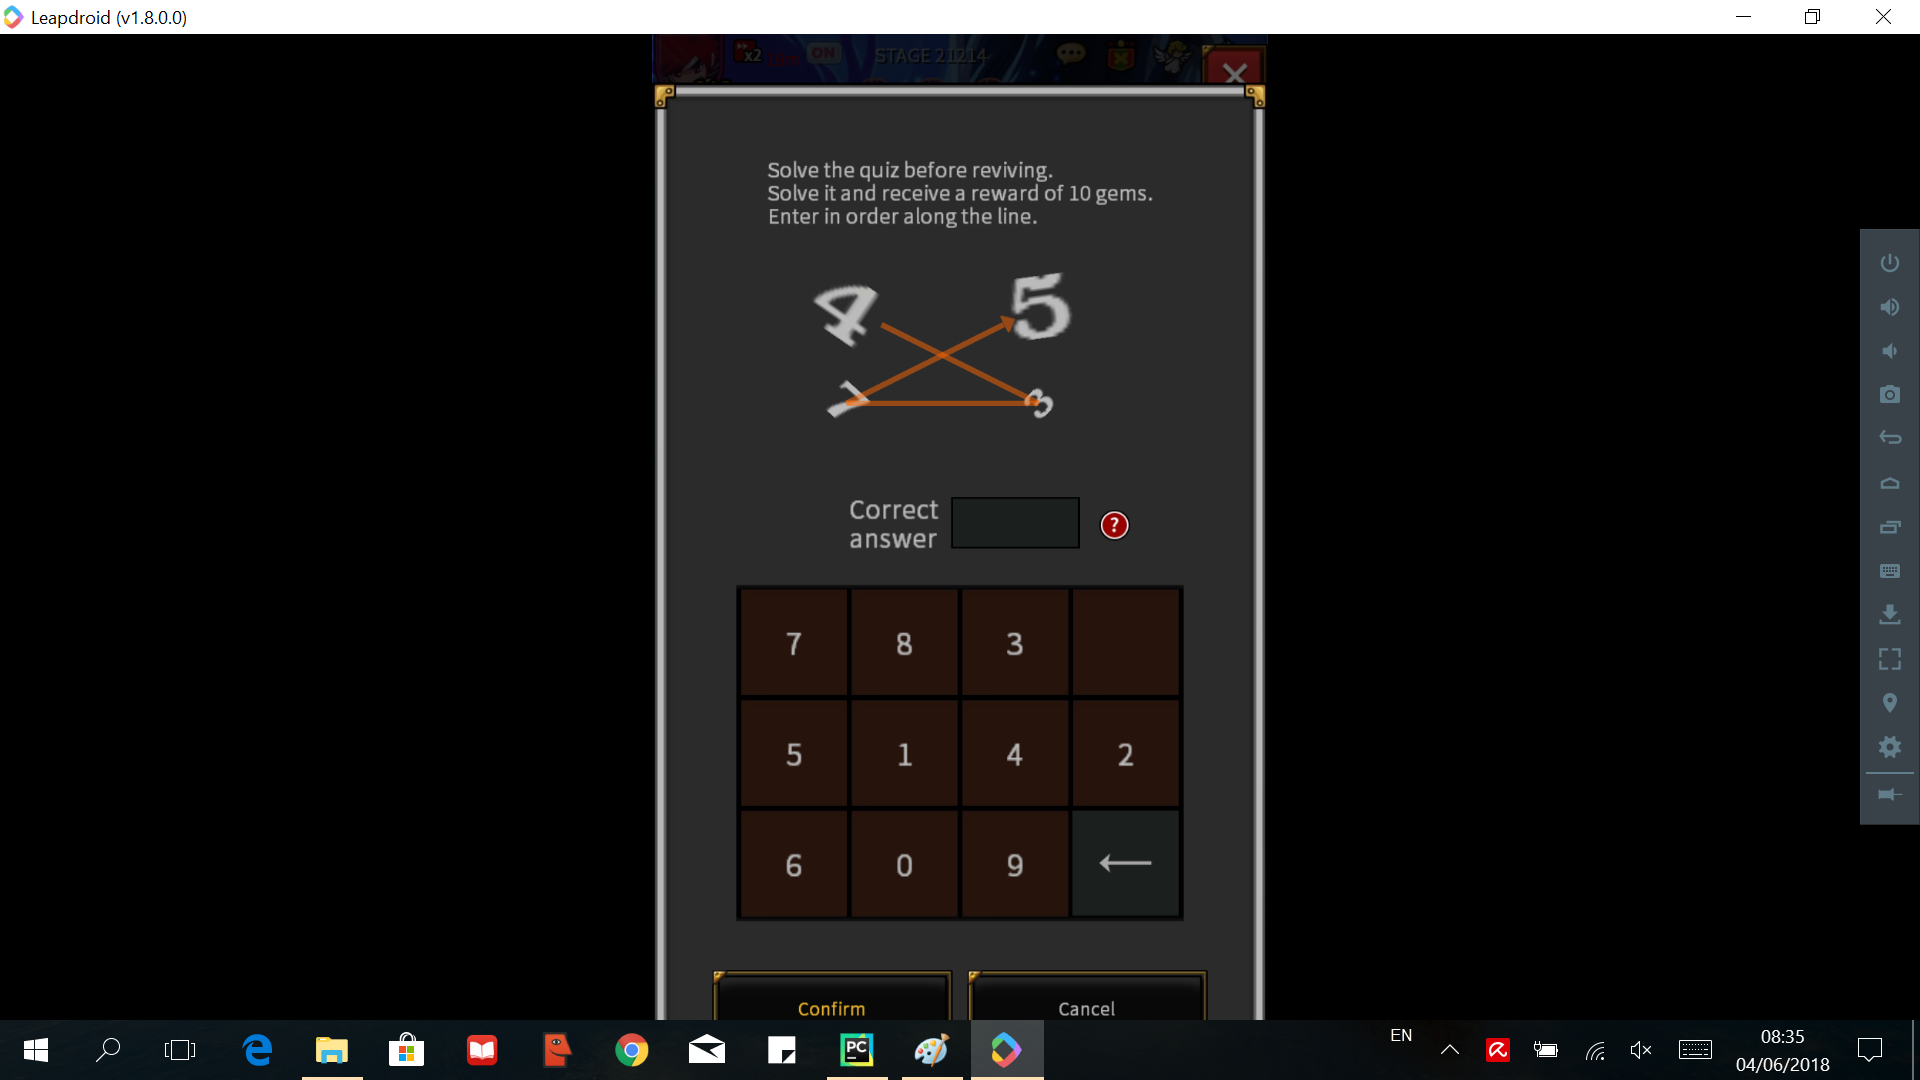 Leapdroid (v1.8.0.0)
x2
ON
STAGE 21214
Solve the quiz before reviving.
Solve it and receive a reward of 10 gems.
Enter in order along the line.
4 5
1 3
Correct
answer
?
7 8 3
5 1 4 2
6 0 9
Confirm Cancel
PC
EN
08:35
04/06/2018